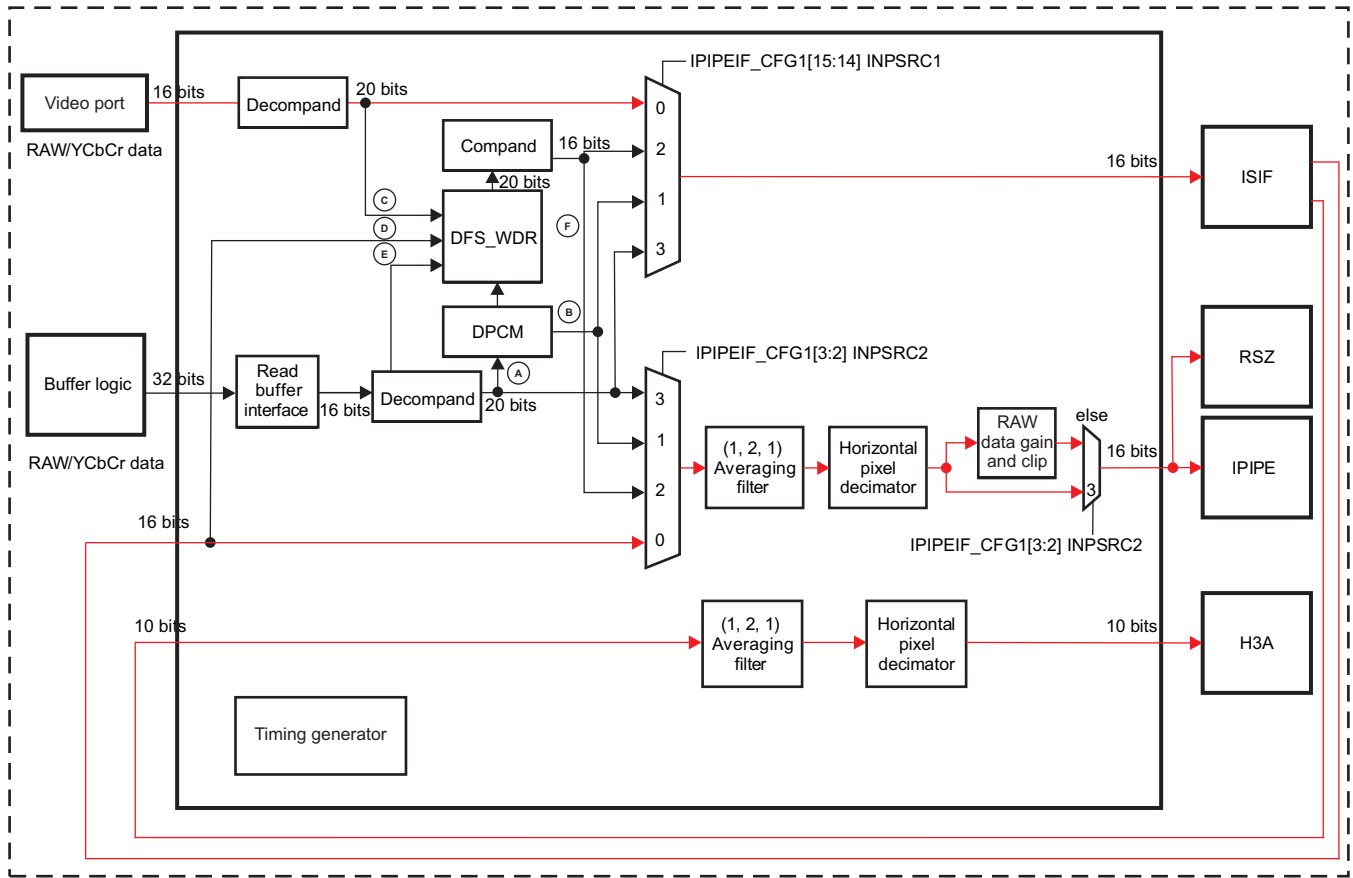 IPIPEIF_CFG1[15:14] INPSRC1
Video port
16 bits
Decompand
20 bits
0
RAW/YCbCr data
Compand
16 bits
2
20 bits
16 bits
ISIF
C
1
D
F
DFS_WDR
E
3
B
DPCM
IPIPEIF_CFG1[3:2] INPSRC2
RSZ
A
Buffer logic
32 bits
Read
buffer
interface
16 bits
Decompand
20 bits
3
else
RAW
data gain
and clip
1
(1, 2, 1)
Averaging
filter
Horizontal
pixel
decimator
16 bits
RAW/YCbCr data
IPIPE
2
3
16 bits
0
IPIPEIF_CFG1[3:2] INPSRC2
10 bits
(1, 2, 1)
Averaging
filter
Horizontal
pixel
decimator
10 bits
H3A
Timing generator